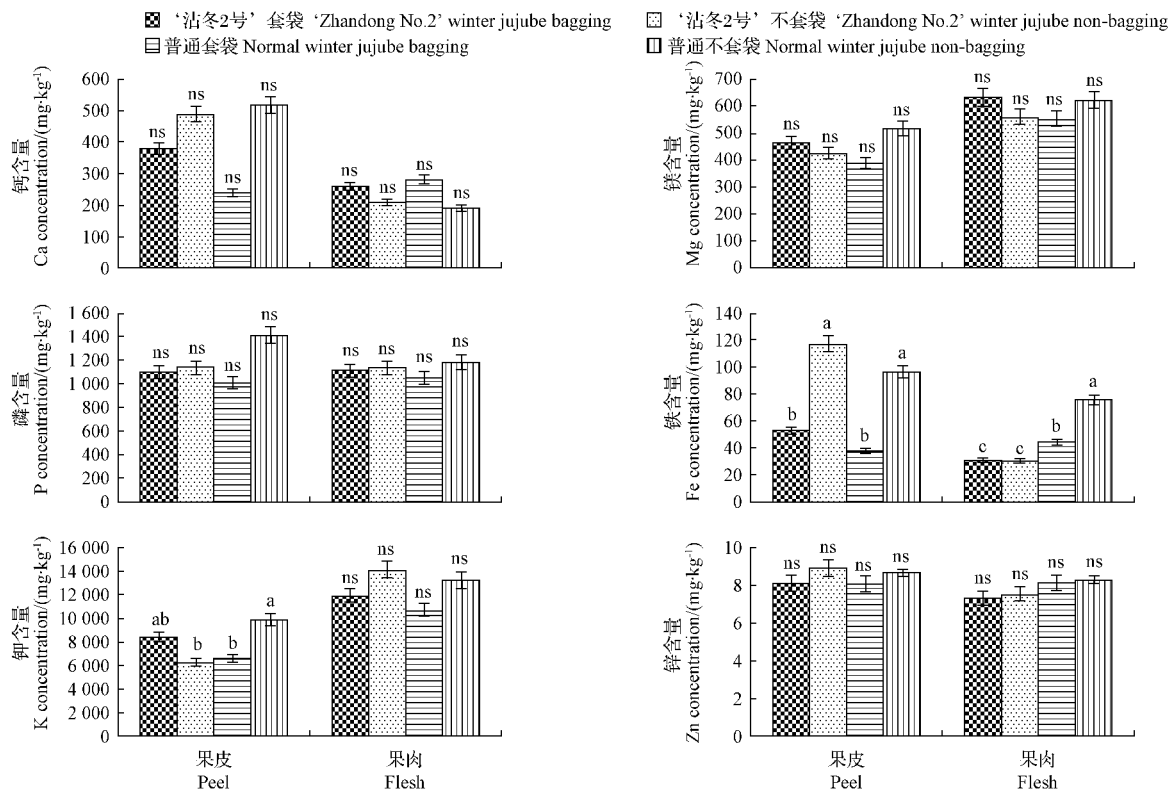 ‘沾冬2号’套袋 ‘Zhandong No.2’ winter jujube bagging
‘沾冬2号’不套袋 ‘Zhandong No.2’ winter jujube non-bagging
普通套袋 Normal winter jujube bagging
普通不套袋 Normal winter jujube non-bagging
钙含量
Ca concentration/(mg·kg⁻¹)
600
500
400
300
200
100
0
ns ns ns ns ns ns ns ns
镁含量
Mg concentration/(mg·kg⁻¹)
700
600
500
400
300
200
100
0
ns ns ns ns ns ns ns ns
磷含量
P concentration/(mg·kg⁻¹)
1 600
1 400
1 200
1 000
800
600
400
200
0
ns ns ns ns ns ns ns ns
铁含量
Fe concentration/(mg·kg⁻¹)
140
120
100
80
60
40
20
0
b a b a c c b a
钾含量
K concentration/(mg·kg⁻¹)
16 000
14 000
12 000
10 000
8 000
6 000
4 000
2 000
0
ab b b a ns ns ns ns
果皮 果肉
Peel Flesh
锌含量
Zn concentration/(mg·kg⁻¹)
10
8
6
4
2
0
ns ns ns ns ns ns ns ns
果皮 果肉
Peel Flesh